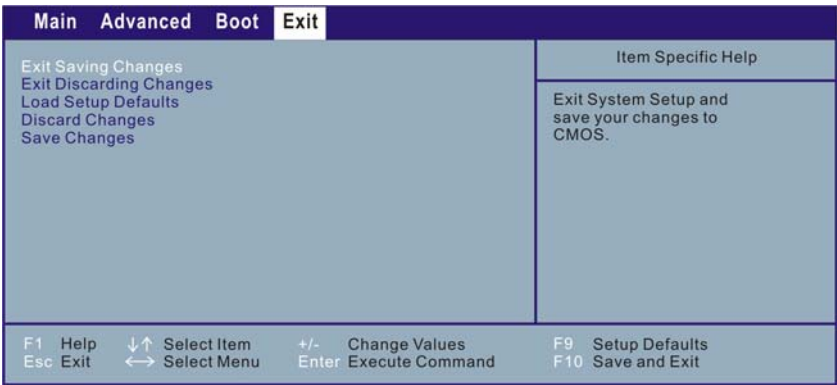 Main Advanced Boot Exit
Exit Saving Changes
Exit Discarding Changes
Load Setup Defaults
Discard Changes
Save Changes
Item Specific Help
Exit System Setup and
save your changes to
CMOS.
F1 Help ↓↑ Select Item +/- Change Values F9 Setup Defaults
Esc Exit ←→ Select Menu Enter Execute Command F10 Save and Exit